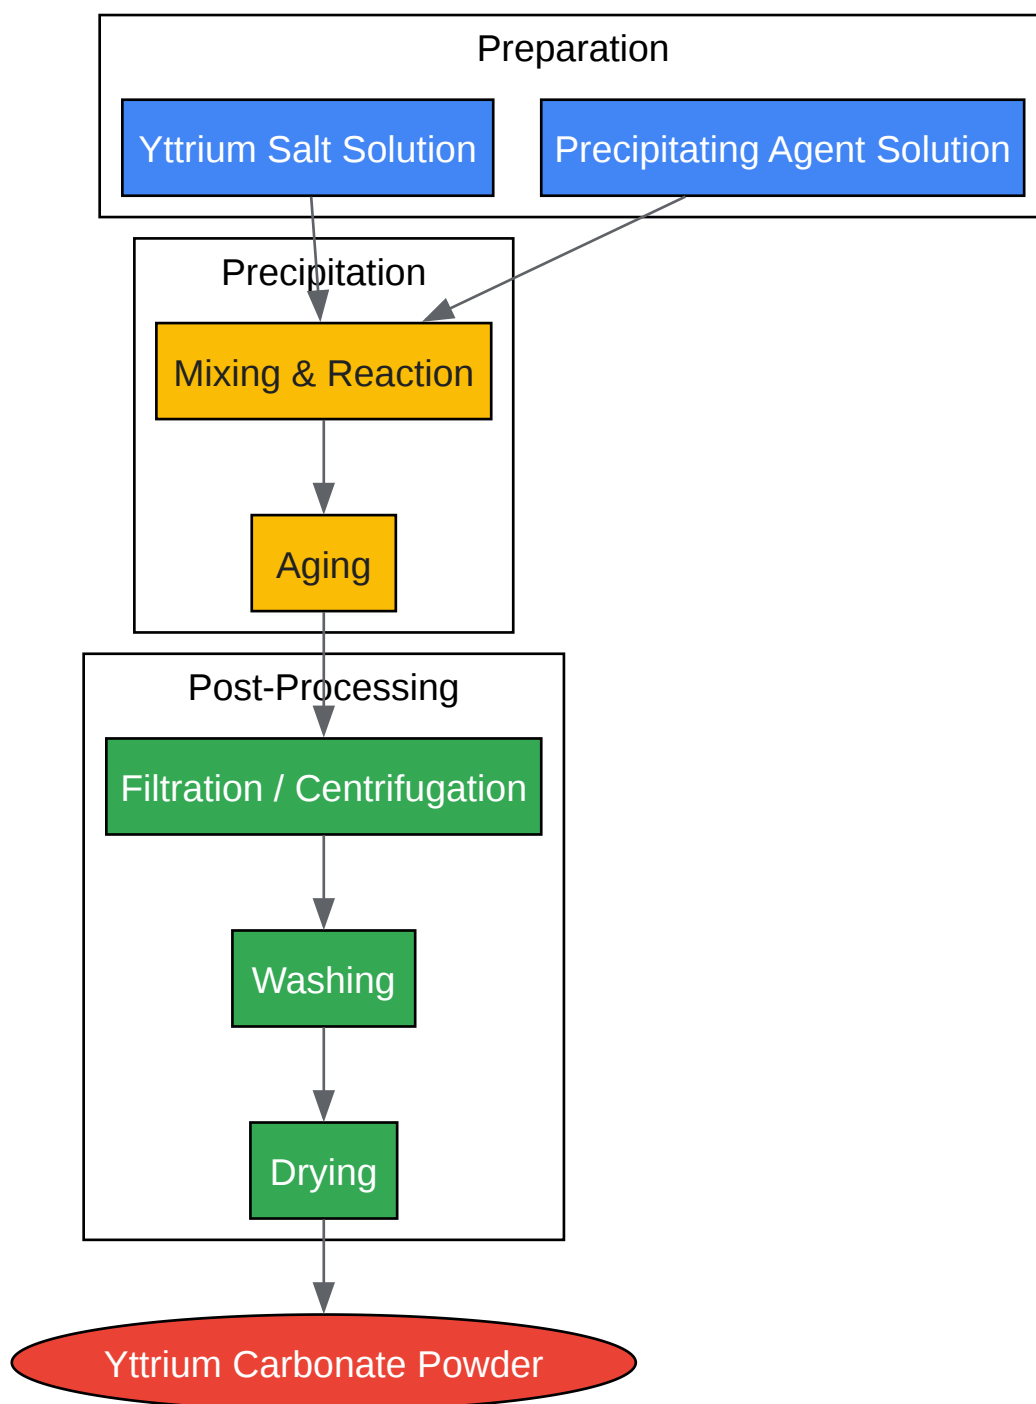 Preparation
Yttrium Salt Solution
Precipitating Agent Solution
Precipitation
Mixing & Reaction
Aging
Post-Processing
Filtration / Centrifugation
Washing
Drying
Yttrium Carbonate Powder